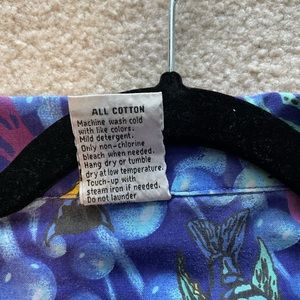 ALL COTTON
Machine wash cold
with like colors.
Mild detergent.
Only non-chlorine
bleach when needed.
Hang dry or tumble
dry at low temperature.
Touch-up with
steam iron if needed.
Do not launder